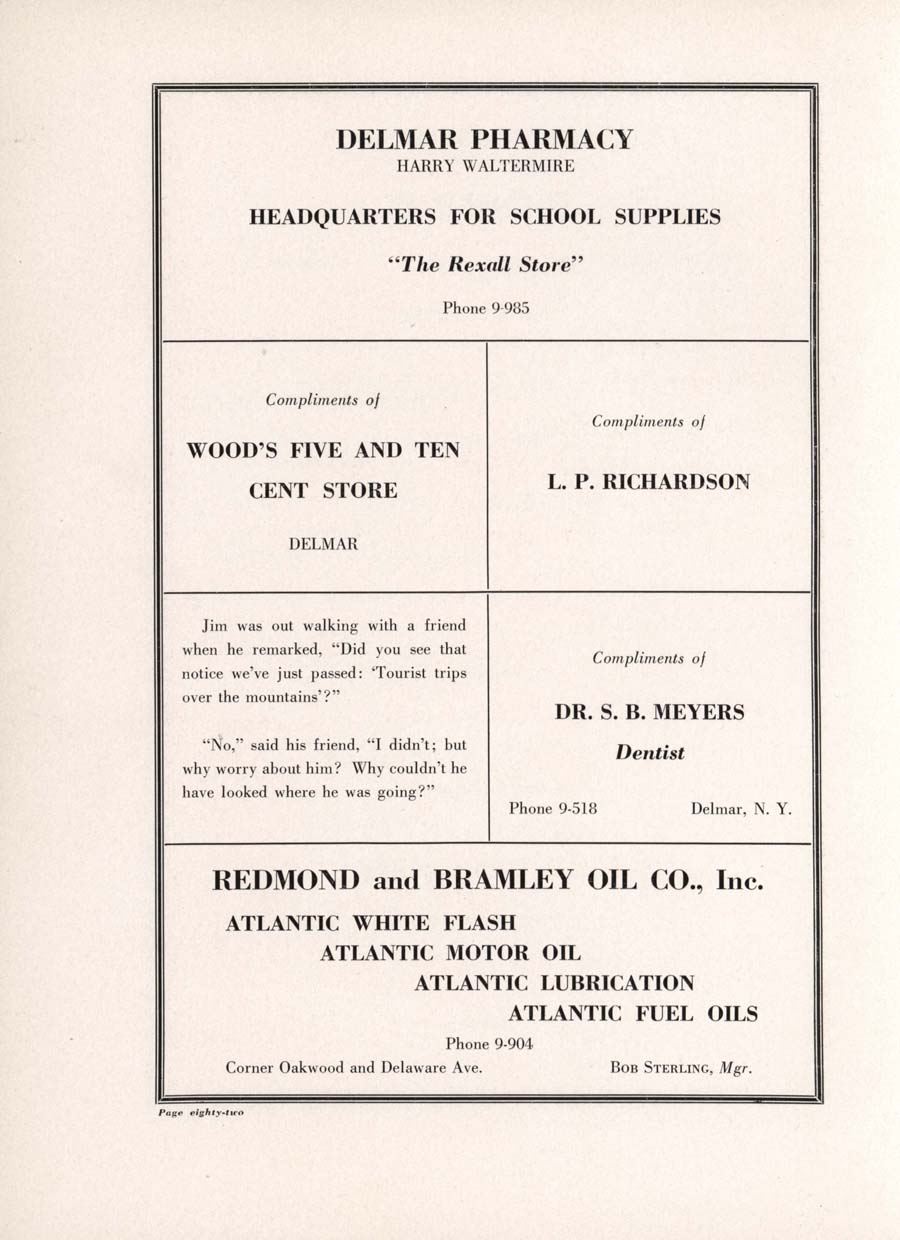 DELMAR PHARMACY
HARRY WALTERMIRE
HEADQUARTERS FOR SCHOOL SUPPLIES
“The Rexall Store”
Phone 9-985
Compliments of
WOOD’S FIVE AND TEN
CENT STORE
DELMAR
Compliments of
L. P. RICHARDSON
Jim was out walking with a friend
when he remarked, “Did you see that
notice we’ve just passed: ‘Tourist trips
over the mountains’?”
“No,” said his friend, “I didn’t; but
why worry about him? Why couldn’t he
have looked where he was going?”
Compliments of
DR. S. B. MEYERS
Dentist
Phone 9-518 Delmar, N. Y.
REDMOND and BRAMLEY OIL CO., Inc.
ATLANTIC WHITE FLASH
ATLANTIC MOTOR OIL
ATLANTIC LUBRICATION
ATLANTIC FUEL OILS
Phone 9-904
Corner Oakwood and Delaware Ave. BOB STERLING, Mgr.
Page eighty-two